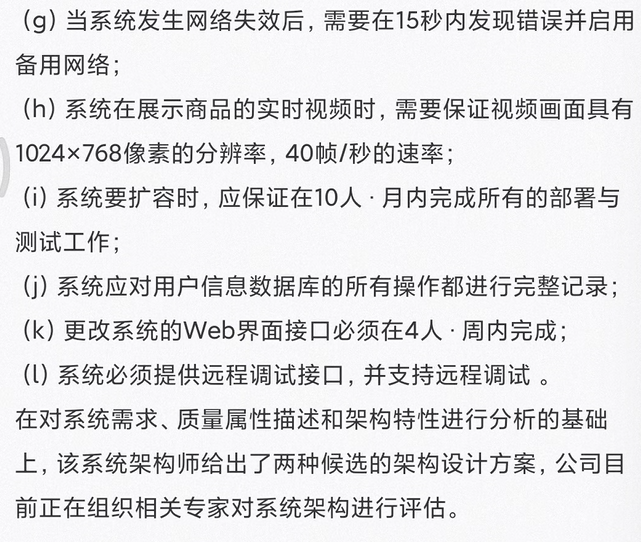 （g）当系统发生网络失效后，需要在15秒内发现错误并启用
备用网络；
（h）系统在展示商品的实时视频时，需要保证视频画面具有
1024×768像素的分辨率，40帧/秒的速率；
（i）系统要扩容时，应保证在10人·月内完成所有的部署与
测试工作；
（j）系统应对用户信息数据库的所有操作都进行完整记录；
（k）更改系统的Web界面接口必须在4人·周内完成；
（l）系统必须提供远程调试接口，并支持远程调试 。
在对系统需求、质量属性描述和架构特性进行分析的基础
上，该系统架构师给出了两种候选的架构设计方案，公司目
前正在组织相关专家对系统架构进行评估。